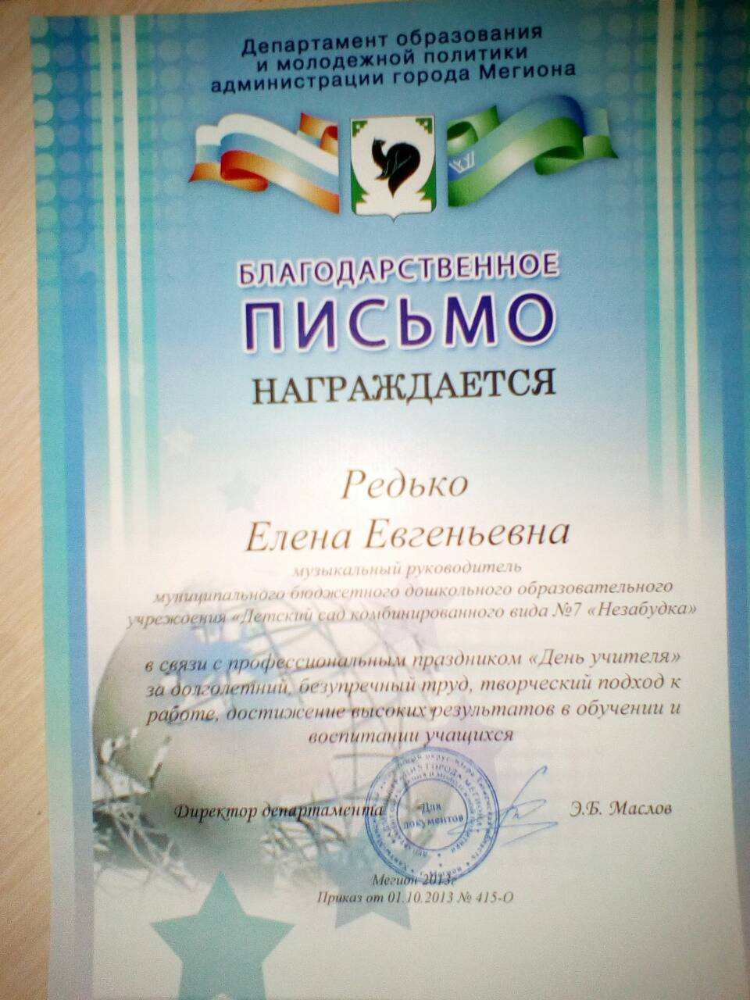 Департамент образования
и молодежной политики
администрации города Мегиона
БЛАГОДАРСТВЕННОЕ
ПИСЬМО
НАГРАЖДАЕТСЯ
Редько
Елена Евгеньевна
музыкальный руководитель
муниципального бюджетного дошкольного образовательного
учреждения «Детский сад комбинированного вида №7 «Незабудка»
в связи с профессиональным праздником «День учителя»
за долголетний, безупречный труд, творческий подход к
работе, достижение высоких результатов в обучении и
воспитании учащихся
Директор департамента
Для
документов
Э.Б. Маслов
Мегион 2013г
Приказ от 01.10.2013 № 415-О